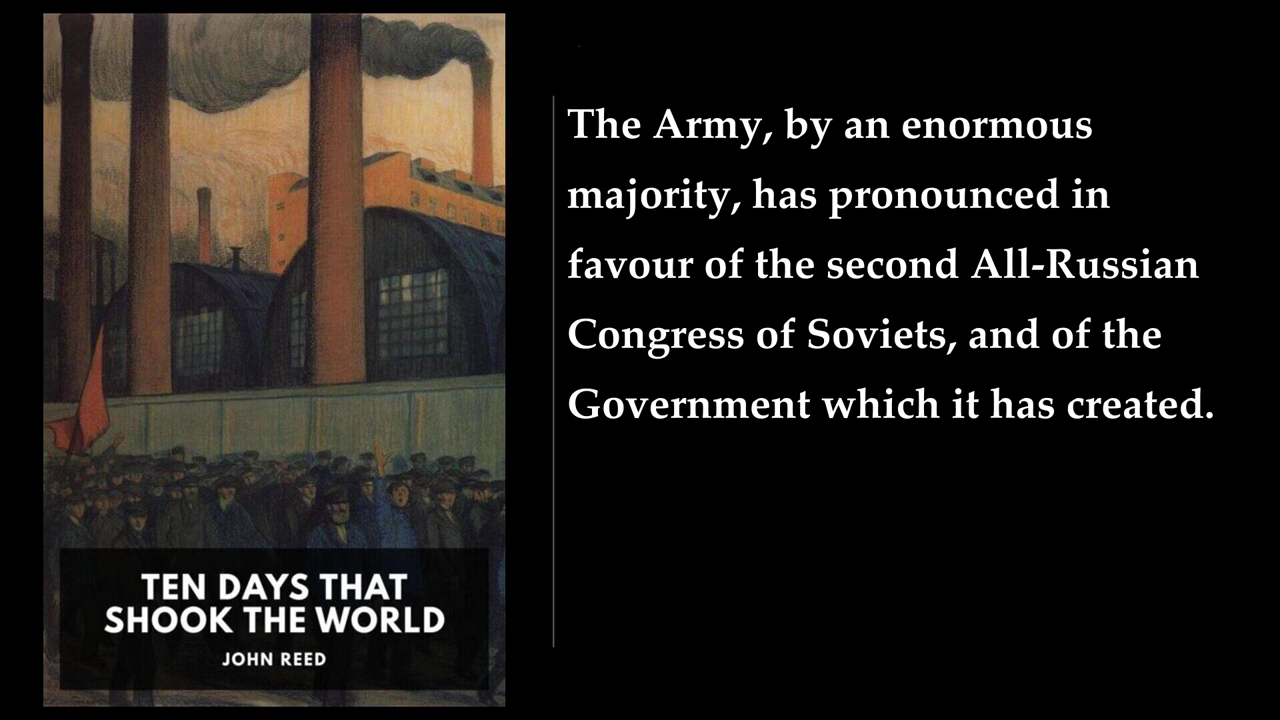 The Army, by an enormous
majority, has pronounced in
favour of the second All-Russian
Congress of Soviets, and of the
Government which it has created.
TEN DAYS THAT
SHOOK THE WORLD
JOHN REED